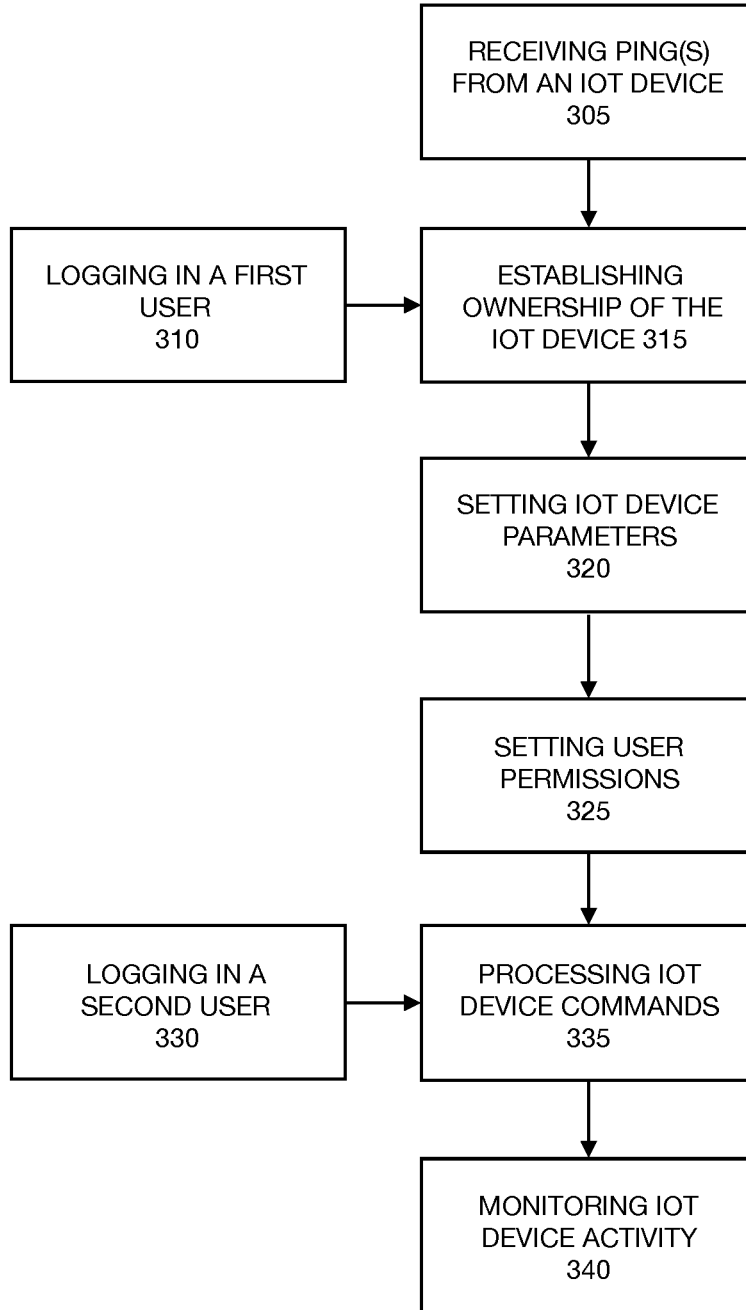 RECEIVING PING(S)
FROM AN IOT DEVICE
305
LOGGING IN A FIRST
USER
310
ESTABLISHING
OWNERSHIP OF THE
IOT DEVICE 315
SETTING IOT DEVICE
PARAMETERS
320
SETTING USER
PERMISSIONS
325
LOGGING IN A
SECOND USER
330
PROCESSING IOT
DEVICE COMMANDS
335
MONITORING IOT
DEVICE ACTIVITY
340